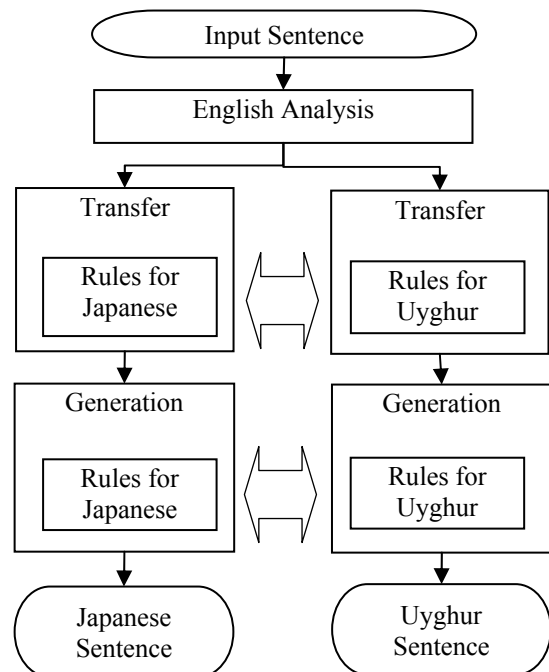 Input Sentence
English Analysis
Transfer
Rules for
Japanese
Transfer
Rules for
Uyghur
Generation
Rules for
Japanese
Generation
Rules for
Uyghur
Japanese
Sentence
Uyghur
Sentence